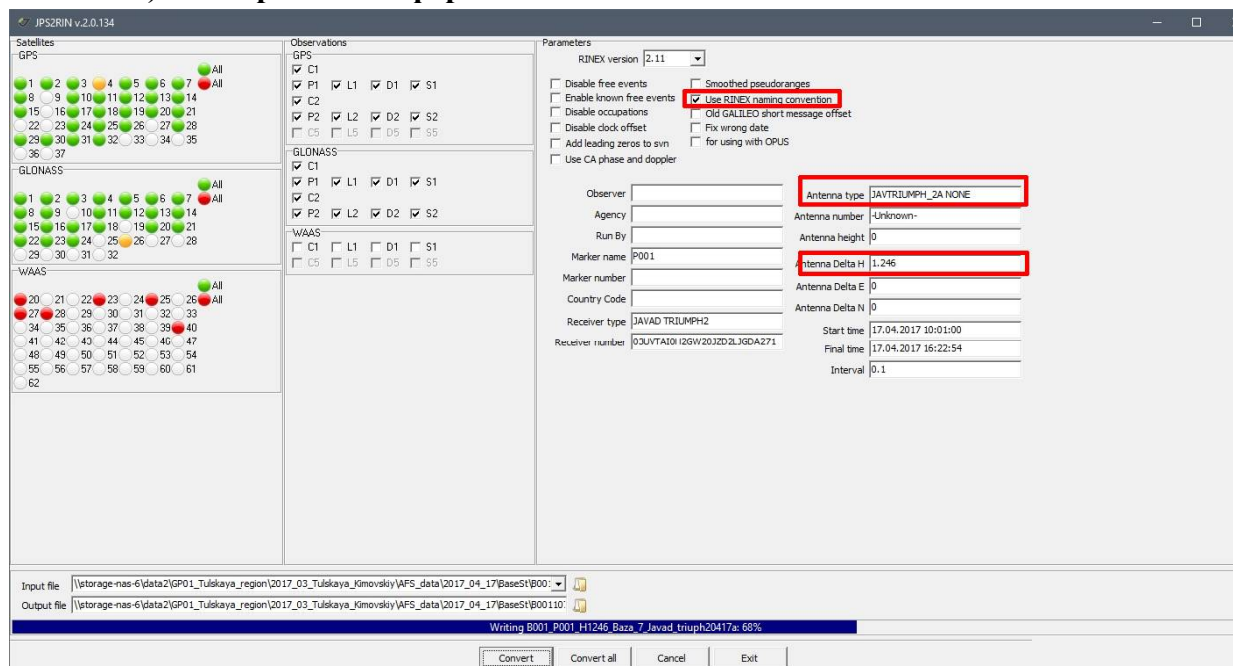 JPS2RIN v.2.0.134
Satellites
GPS
All
1 2 3 4 5 6 7 All
8 9 10 11 12 13 14
15 16 17 18 19 20 21
22 23 24 25 26 27 28
29 30 31 32 33 34 35
36 37
GLONASS
All
1 2 3 4 5 6 7 All
8 9 10 11 12 13 14
15 16 17 18 19 20 21
22 23 24 25 26 27 28
29 30 31 32
WAAS
All
20 21 22 23 24 25 26 All
27 28 29 30 31 32 33
34 35 36 37 38 39 40
41 42 43 44 45 46 47
48 49 50 51 52 53 54
55 56 57 58 59 60 61
62
Observations
GPS
C1
P1 L1 D1 S1
C2
P2 L2 D2 S2
C5 L5 D5 S5
GLONASS
C1
P1 L1 D1 S1
C2
P2 L2 D2 S2
WAAS
C1 L1 D1 S1
C5 L5 D5 S5
Parameters
RINEX version 2.11
Disable free events
Enable known free events
Disable occupations
Disable clock offset
Add leading zeros to svn
Use CA phase and doppler
Smoothed pseudoranges
Use RINEX naming convention
Old GALILEO short message offset
Fix wrong date
for using with OPUS
Observer
Agency
Run By
Marker name P001
Marker number
Country Code
Receiver type JAVAD TRIUMPH2
Receiver number
Antenna type JAVTRIUMPH_2A NONE
Antenna number -Unknown-
Antenna height 0
Antenna Delta H 1.246
Antenna Delta E 0
Antenna Delta N 0
Start time 17.04.2017 10:01:00
Final time 17.04.2017 16:22:54
Interval 0.1
Input file \\storage-nas-6\data2\GP01_Tulskaya_region\2017_03_Tulskaya_Kimovskiy\AFS_data\2017_04_17\BaseSt\B00
Output file \\storage-nas-6\data2\GP01_Tulskaya_region\2017_03_Tulskaya_Kimovskiy\AFS_data\2017_04_17\BaseSt\B00110
Writing B001_P001_H1246_Baza_7_Javad_triuph20417a: 68%
Convert Convert all Cancel Exit